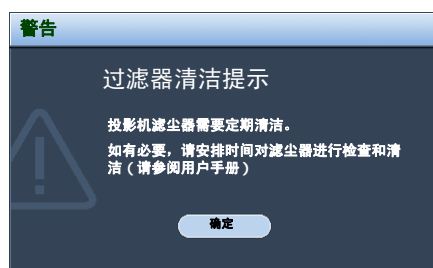 警告
过滤器清洁提示
投影机滤尘器需要定期清洁。
如有必要，请安排时间对滤尘器进行检查和清
洁（请参阅用户手册）
确定